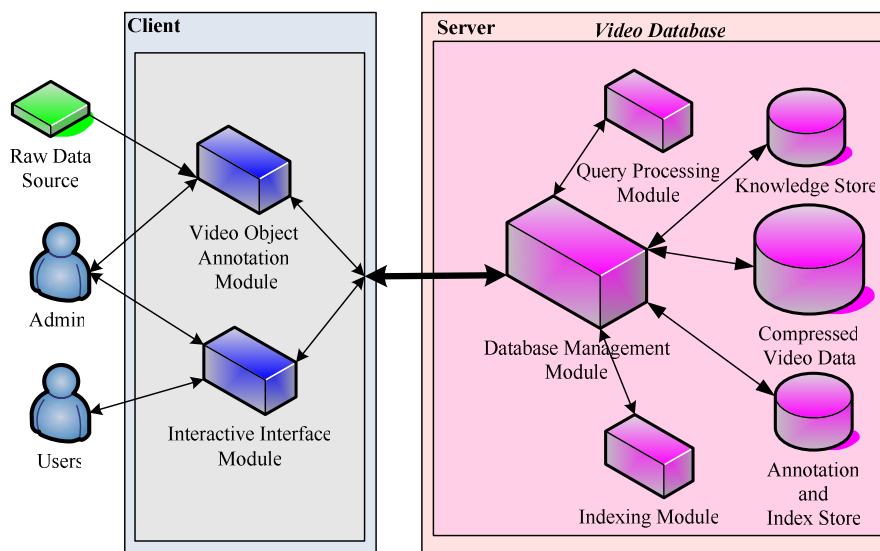 Client
Server
Video Database
Raw Data
Source
Admin
Users
Video Object
Annotation
Module
Interactive Interface
Module
Query Processing
Module
Database Management
Module
Indexing Module
Knowledge Store
Compressed
Video Data
Annotation
and
Index Store